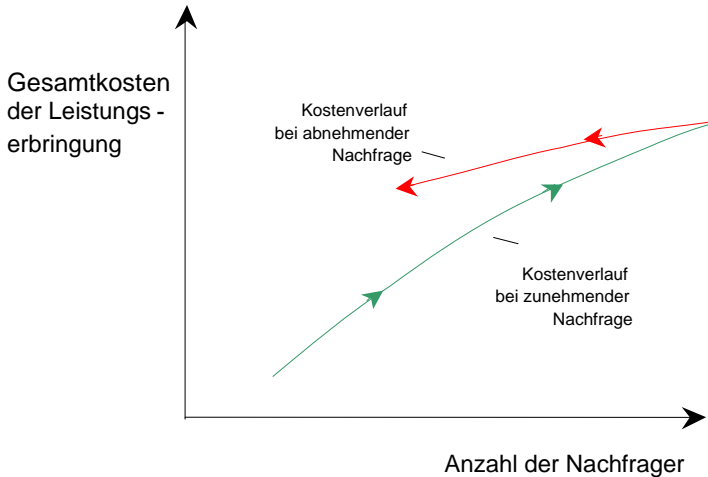 Gesamtkosten
der Leistungs -
erbringung
Kostenverlauf
bei abnehmender
Nachfrage
Kostenverlauf
bei zunehmender
Nachfrage
Anzahl der Nachfrager